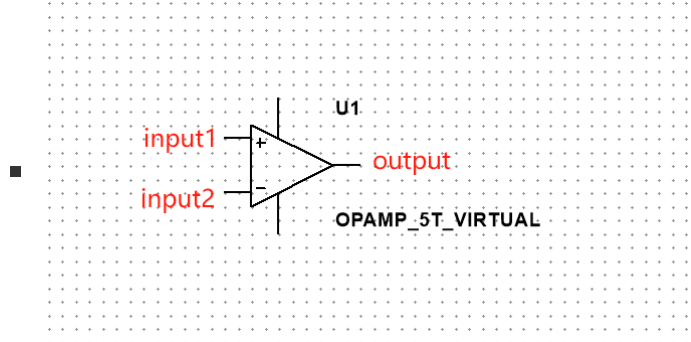 U1
input1
+
output
-
input2
OPAMP_5T_VIRTUAL